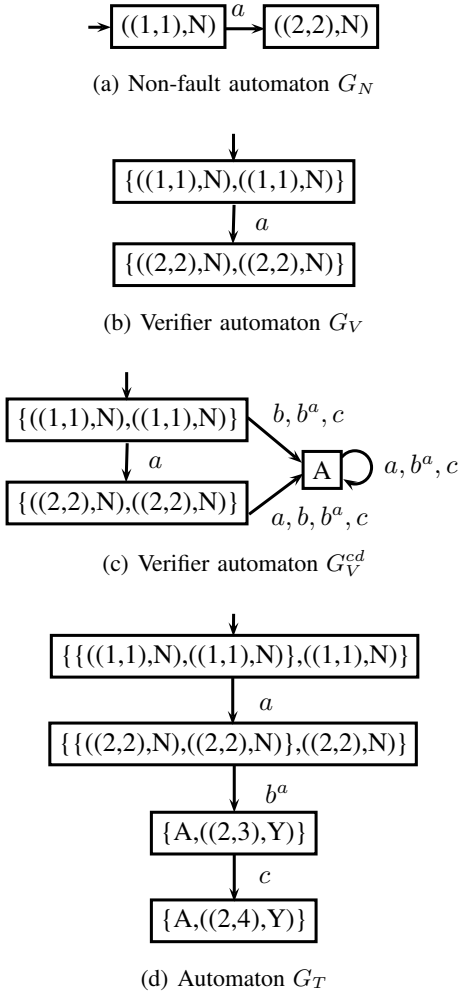 a
((1,1),N) ((2,2),N)
(a) Non-fault automaton G_N
{((1,1),N),((1,1),N)}
a
{((2,2),N),((2,2),N)}
(b) Verifier automaton G_V
{((1,1),N),((1,1),N)} b, b^a, c
a A a, b^a, c
{((2,2),N),((2,2),N)} a, b, b^a, c
(c) Verifier automaton G_V^{cd}
{{((1,1),N),((1,1),N)},((1,1),N)}
a
{{((2,2),N),((2,2),N)},((2,2),N)}
b^a
{A,((2,3),Y)}
c
{A,((2,4),Y)}
(d) Automaton G_T